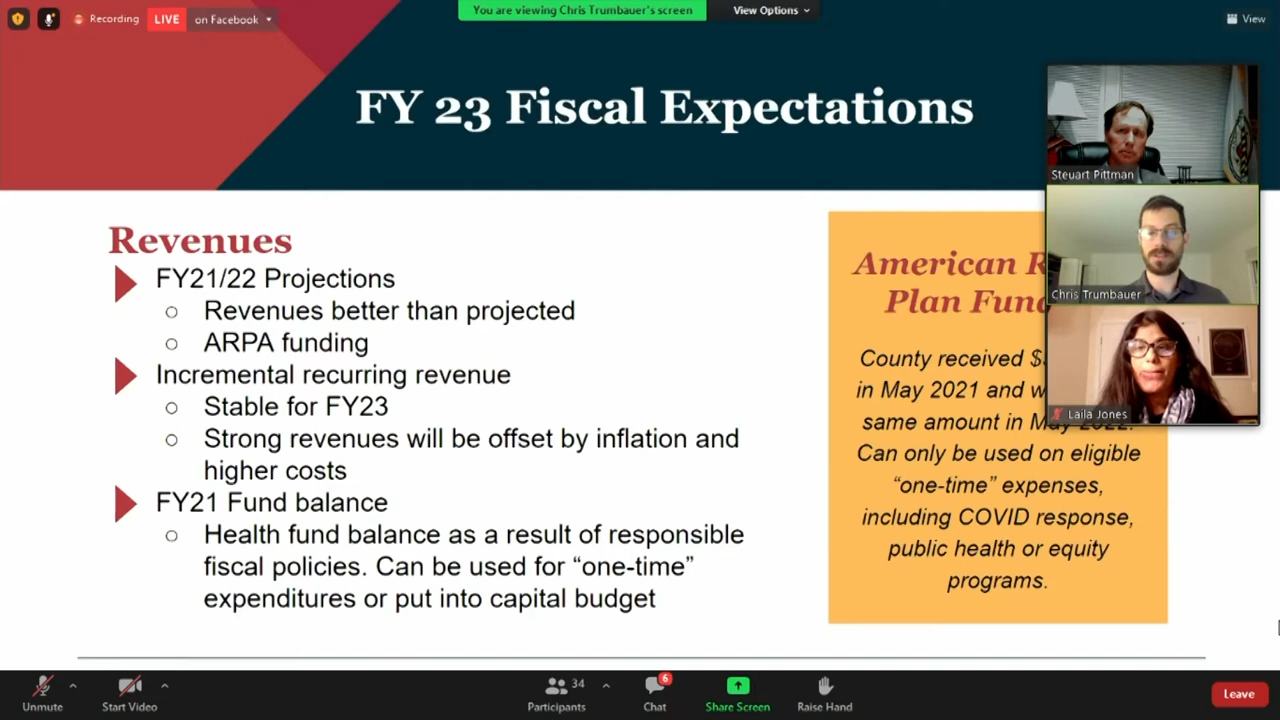 Recording
LIVE
on Facebook
You are viewing Chris Trumbauer's screen
View Options
View
FY 23 Fiscal Expectations
Steuart Pittman
Chris Trumbauer
Laila Jones
Revenues
FY21/22 Projections
Revenues better than projected
ARPA funding
Incremental recurring revenue
Stable for FY23
Strong revenues will be offset by inflation and
higher costs
FY21 Fund balance
Health fund balance as a result of responsible
fiscal policies. Can be used for “one-time”
expenditures or put into capital budget
American
Plan
County received $
in May 2021 and
same amount in May 2022.
Can only be used on eligible
“one-time” expenses,
including COVID response,
public health or equity
programs.
Unmute
Start Video
34
Participants
6
Chat
Share Screen
Raise Hand
Leave